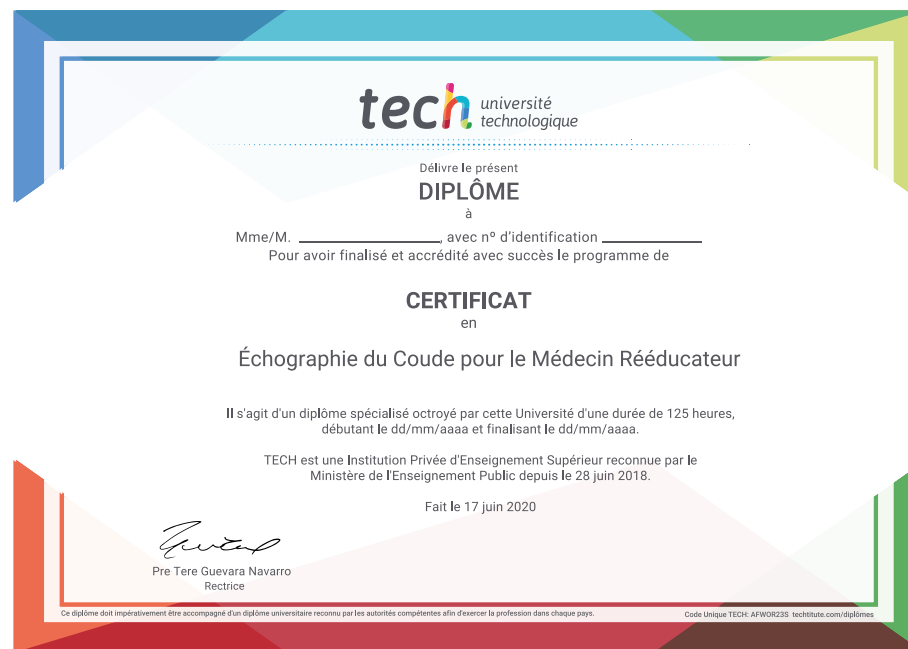 tech université
technologique
Délivre le présent
DIPLÔME
à
Mme/M. ____________________, avec nº d'identification ______________
Pour avoir finalisé et accrédité avec succès le programme de
CERTIFICAT
en
Échographie du Coude pour le Médecin Rééducateur
Il s'agit d'un diplôme spécialisé octroyé par cette Université d'une durée de 125 heures,
débutant le dd/mm/aaaa et finalisant le dd/mm/aaaa.
TECH est une Institution Privée d'Enseignement Supérieur reconnue par le
Ministère de l'Enseignement Public depuis le 28 juin 2018.
Fait le 17 juin 2020
Pre Tere Guevara Navarro
Rectrice
Ce diplôme doit impérativement être accompagné d'un diplôme universitaire reconnu par les autorités compétentes afin d'exercer la profession dans chaque pays.
Code Unique TECH: AFWOR23S techtitute.com/diplômes